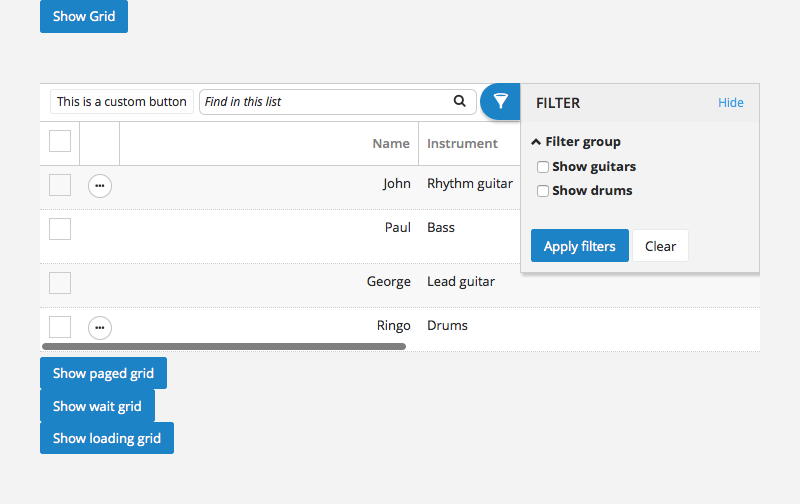 Show Grid
This is a custom button
Find in this list
FILTER
Hide
Filter group
Show guitars
Show drums
Apply filters
Clear
Name Instrument
John Rhythm guitar
Paul Bass
George Lead guitar
Ringo Drums
Show paged grid
Show wait grid
Show loading grid